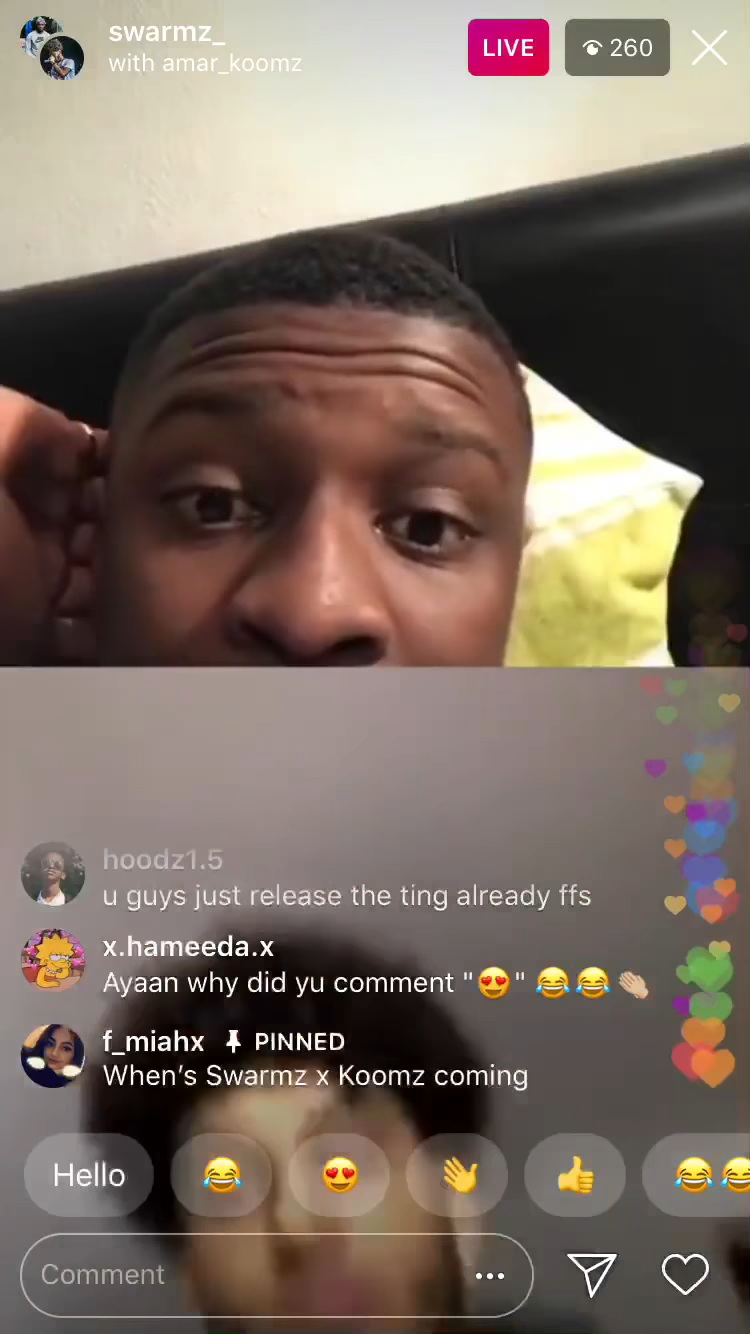 swarmz_
with amar_koomz
LIVE
260
hoodz1.5
u guys just release the ting already ffs
x.hameeda.x
Ayaan why did yu comment "😍" 😂😂👏🏼
f_miahx 📌 PINNED
When's Swarmz x Koomz coming
Hello 😂 😍 👋 👍 😂😂
Comment